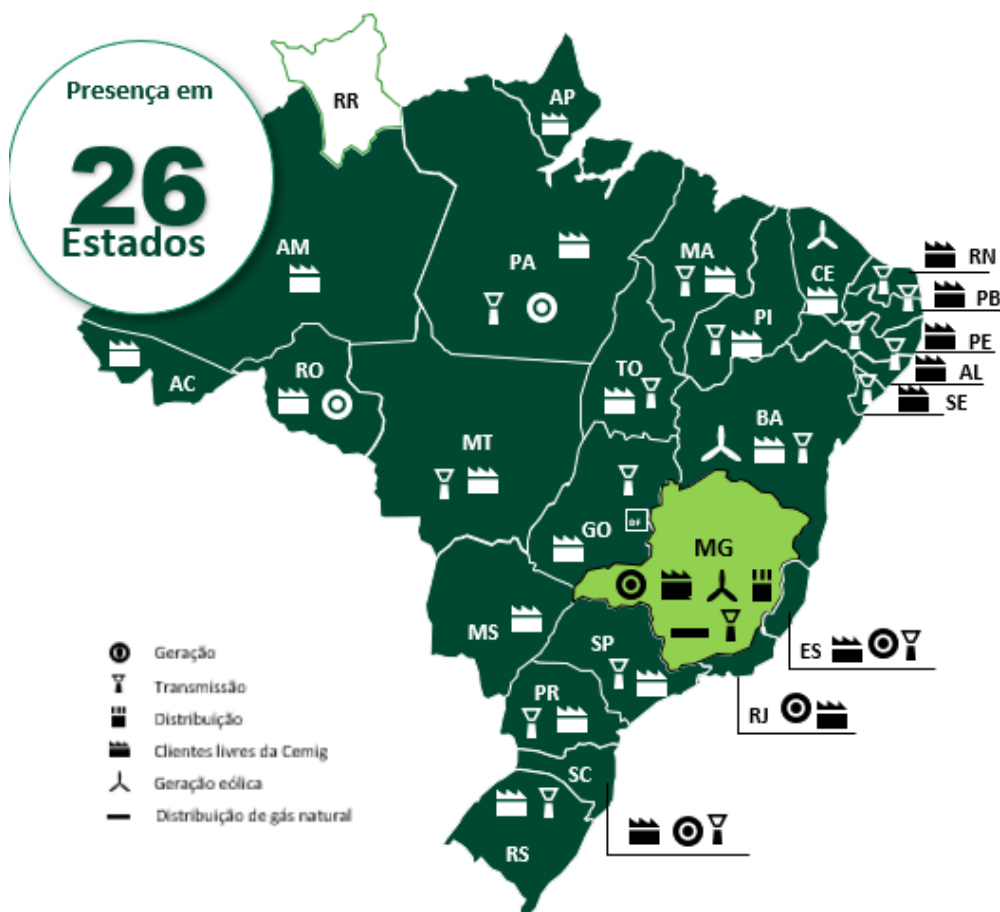 Presença em
26
Estados
RR
AP
AM
PA
MA
CE
RN
PB
PI
PE
AL
SE
AC
RO
TO
BA
MT
GO
DF
MG
MS
SP
ES
RJ
PR
SC
RS
Geração
Transmissão
Distribuição
Clientes livres da Cemig
Geração eólica
Distribuição de gás natural